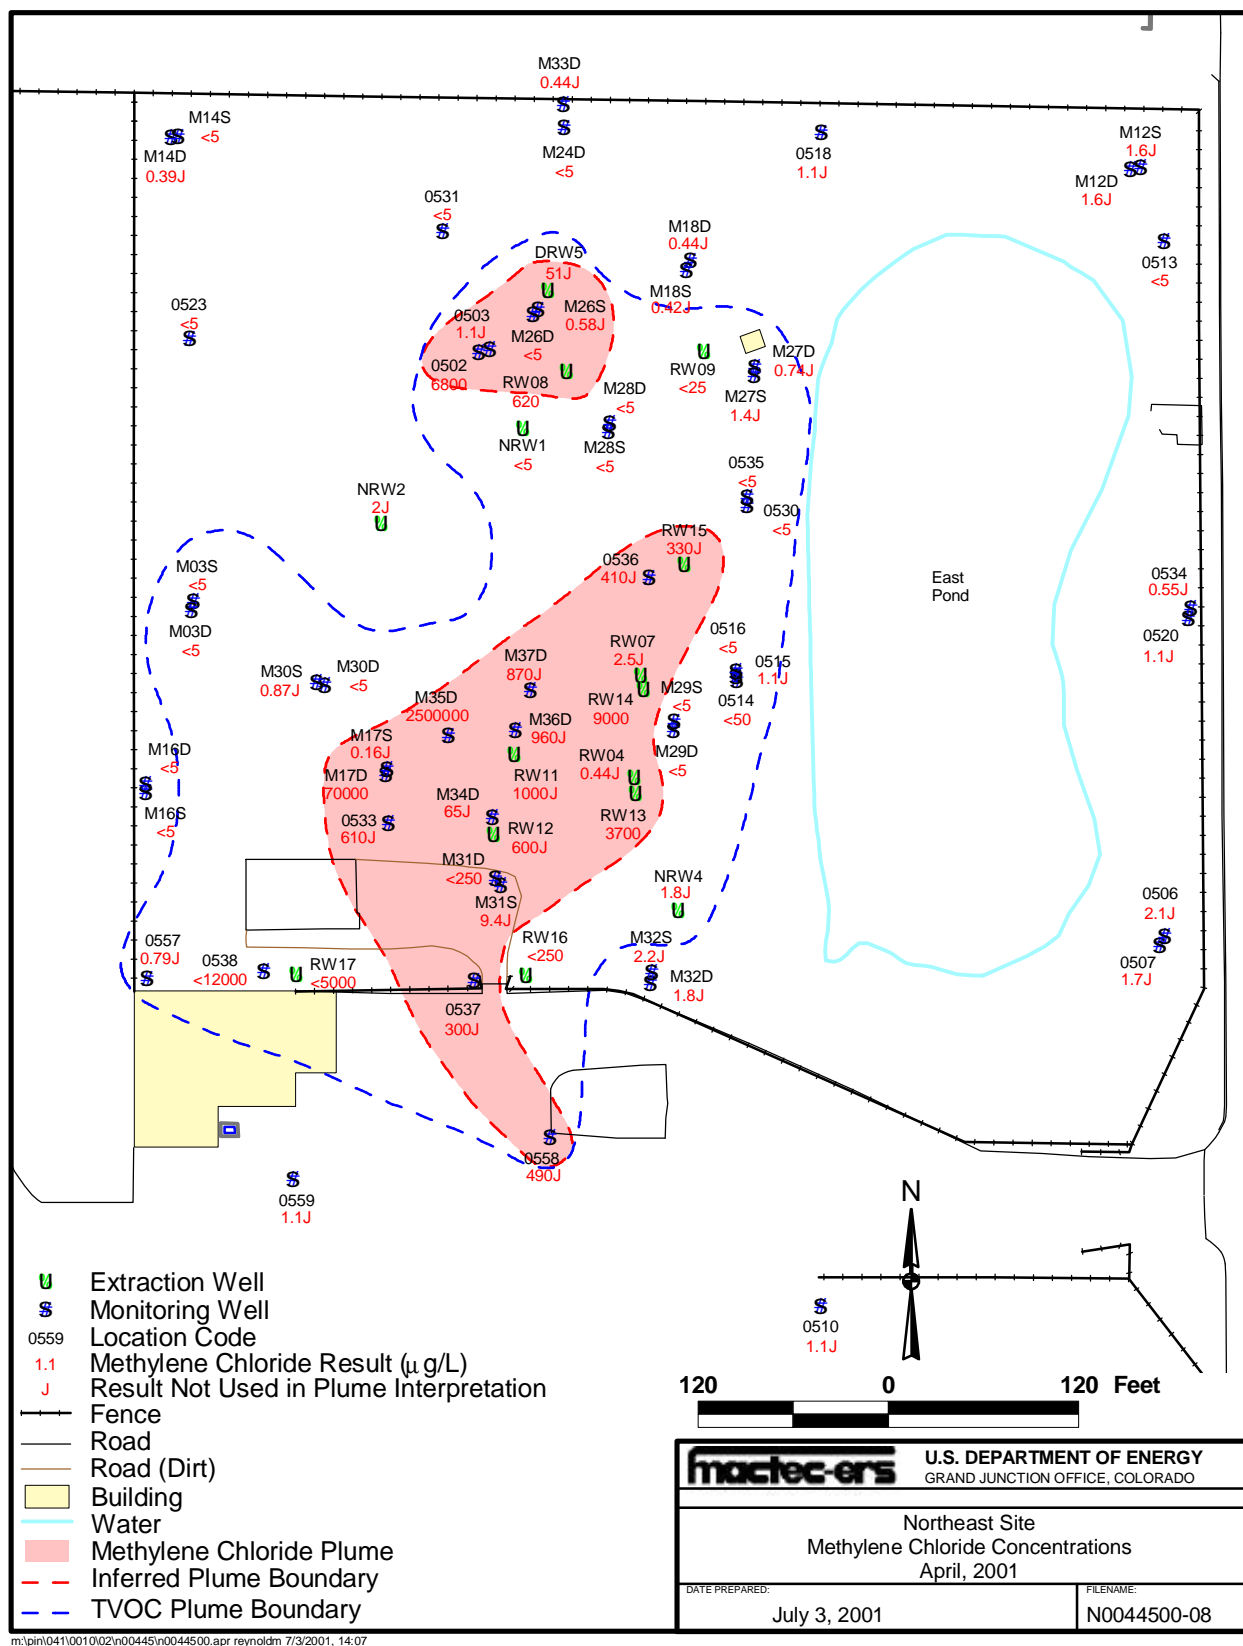 M33D
0.44J
M14S
<5
M14D
0.39J
M24D
<5
0518
1.1J
M12S
1.6J
M12D
1.6J
0531
<5
M18D
0.44J
DRW5
51J
0513
<5
M18S
0.42J
0523
<5
0503
1.1J
M26S
0.58J
M26D
<5
0502
6800
RW08
620
RW09
<25
M27D
0.74J
M27S
1.4J
M28D
<5
NRW1
<5
M28S
<5
0535
<5
NRW2
2J
0530
<5
RW15
330J
0536
410J
M03S
<5
M03D
<5
East
Pond
0534
0.55J
0520
1.1J
0516
<5
RW07
2.5J
M30S
0.87J
M30D
<5
M37D
870J
0515
1.1J
M35D
2500000
RW14
9000
M29S
<5
0514
<50
M36D
960J
M17S
0.16J
M16D
<5
M29D
<5
RW04
0.44J
M17D
70000
RW11
1000J
M34D
65J
M16S
<5
0533
610J
RW12
600J
RW13
3700
M31D
<250
M31S
9.4J
NRW4
1.8J
0506
2.1J
0557
0.79J
0538
<12000
RW17
<5000
RW16
<250
M32S
2.2J
M32D
1.8J
0507
1.7J
0537
300J
0558
490J
0559
1.1J
N
0510
1.1J
Extraction Well
Monitoring Well
0559 Location Code
1.1 Methylene Chloride Result (μ g/L)
J Result Not Used in Plume Interpretation
Fence
Road
Road (Dirt)
Building
Water
Methylene Chloride Plume
Inferred Plume Boundary
TVOC Plume Boundary
120 0 120 Feet
mactec-ers
U.S. DEPARTMENT OF ENERGY
GRAND JUNCTION OFFICE, COLORADO
Northeast Site
Methylene Chloride Concentrations
April, 2001
DATE PREPARED:
July 3, 2001
FILENAME:
N0044500-08
m:\pin\041\0010\02\n00445\n0044500.apr reynoldm 7/3/2001, 14:07